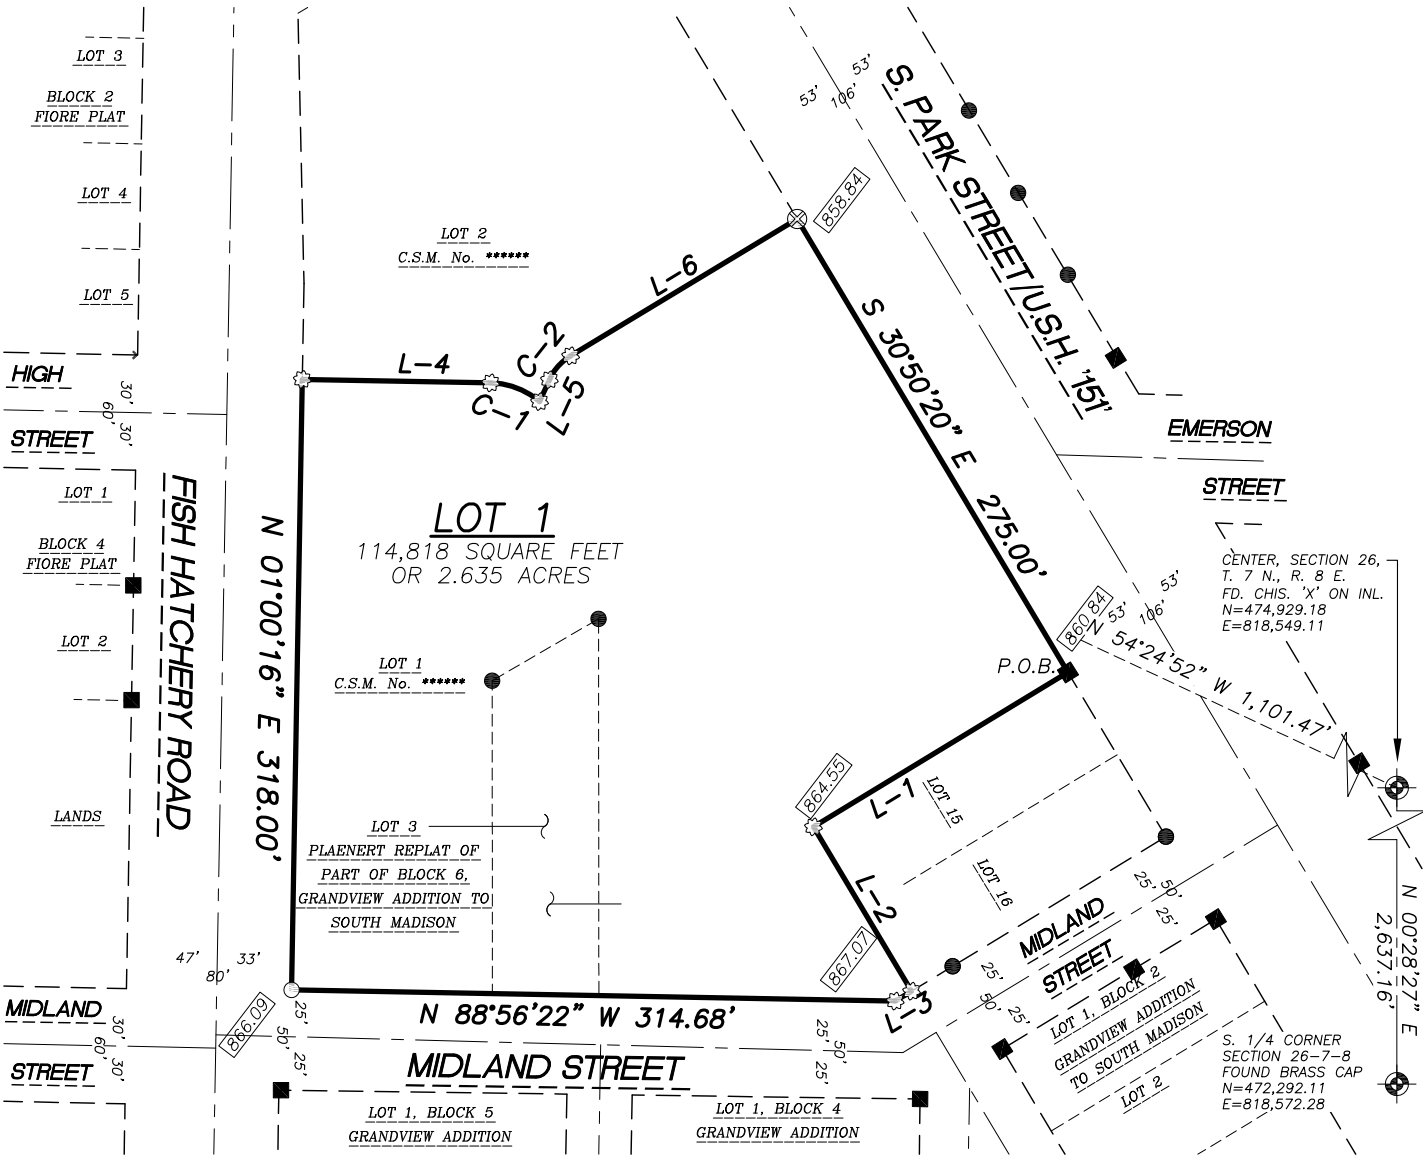 LOT 3
BLOCK 2
FIORE PLAT
LOT 4
LOT 5
HIGH
STREET
30'
60'
30'
LOT 1
BLOCK 4
FIORE PLAT
LOT 2
LANDS
MIDLAND
STREET
30'
60'
30'
FISH HATCHERY ROAD
47'
80'
33'
866.09
N 01°00'16" E 318.00'
LOT 2
C.S.M. No. ******
L-4
C-1
C-2
L-5
L-6
858.84
53'
106'
53'
S. PARK STREET/U.S.H. '151'
S 30°50'20" E 275.00'
EMERSON
STREET
LOT 1
114,818 SQUARE FEET
OR 2.635 ACRES
LOT 1
C.S.M. No. ******
LOT 3
PLAENERT REPLAT OF
PART OF BLOCK 6,
GRANDVIEW ADDITION TO
SOUTH MADISON
P.O.B.
860.84
53'
106'
53'
N 54°24'52" W 1,101.47'
CENTER, SECTION 26,
T. 7 N., R. 8 E.
FD. CHIS. 'X' ON INL.
N=474,929.18
E=818,549.11
864.55
L-1
LOT 15
LOT 16
L-2
867.07
L-3
25'
50'
25'
MIDLAND
STREET
25'
50'
25'
LOT 1, BLOCK 2
GRANDVIEW ADDITION
TO SOUTH MADISON
LOT 2
N 00°28'27" E
2,637.16'
S. 1/4 CORNER
SECTION 26-7-8
FOUND BRASS CAP
N=472,292.11
E=818,572.28
N 88°56'22" W 314.68'
25'
50'
25'
MIDLAND STREET
25'
50'
25'
LOT 1, BLOCK 5
GRANDVIEW ADDITION
LOT 1, BLOCK 4
GRANDVIEW ADDITION